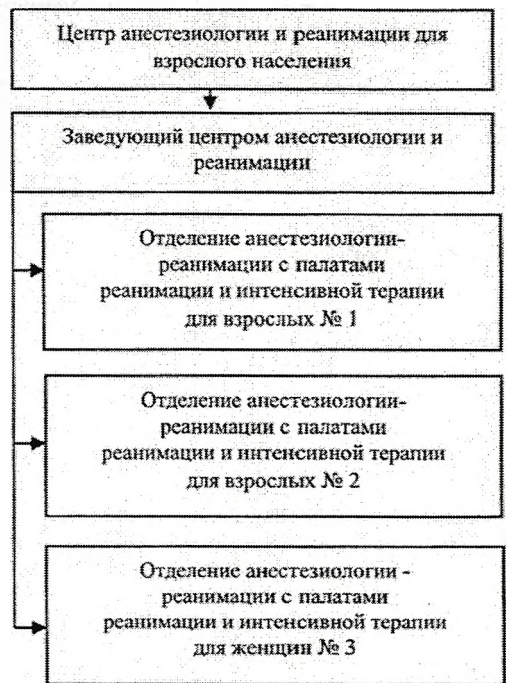 Центр анестезиологии и реанимации для
взрослого населения
Заведующий центром анестезиологии и
реанимации
Отделение анестезиологии-
реанимации с палатами
реанимации и интенсивной терапии
для взрослых № 1
Отделение анестезиологии-
реанимации с палатами
реанимации и интенсивной терапии
для взрослых № 2
Отделение анестезиологии -
реанимации с палатами
реанимации и интенсивной терапии
для женщин № 3